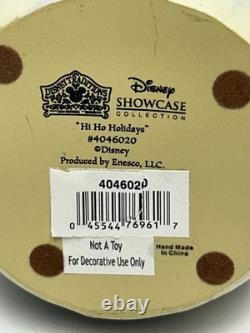 DISNEY TRADITIONS
Disney
SHOWCASE
COLLECTION
"Hi Ho Holidays"
#4046020
©Disney
Produced by Enesco, LLC.
4046020
0 45544 76961 7
Not A Toy
For Decorative Use Only
Hand Made
in China